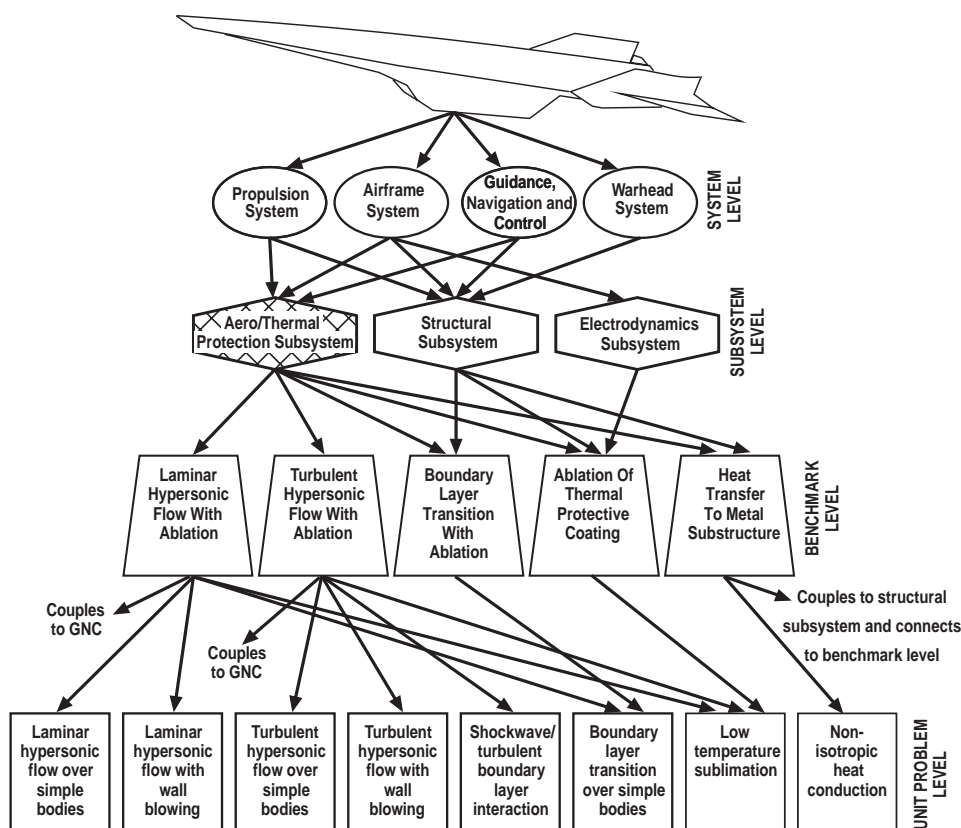 Propulsion
System
Airframe
System
Guidance,
Navigation and
Control
Warhead
System
SYSTEM
LEVEL
Aero/Thermal
Protection Subsystem
Structural
Subsystem
Electrodynamics
Subsystem
SUBSYSTEM
LEVEL
Laminar
Hypersonic
Flow With
Ablation
Turbulent
Hypersonic
Flow With
Ablation
Boundary
Layer
Transition
With
Ablation
Ablation Of
Thermal
Protective
Coating
Heat
Transfer
To Metal
Substructure
BENCHMARK
LEVEL
Couples
to GNC
Couples
to GNC
Couples to structural
subsystem and connects
to benchmark level
Laminar
hypersonic
flow over
simple
bodies
Laminar
hypersonic
flow with
wall
blowing
Turbulent
hypersonic
flow over
simple
bodies
Turbulent
hypersonic
flow with
wall
blowing
Shockwave/
turbulent
boundary
layer
interaction
Boundary
layer
transition
over simple
bodies
Low
temperature
sublimation
Non-
isotropic
heat
conduction
UNIT PROBLEM
LEVEL